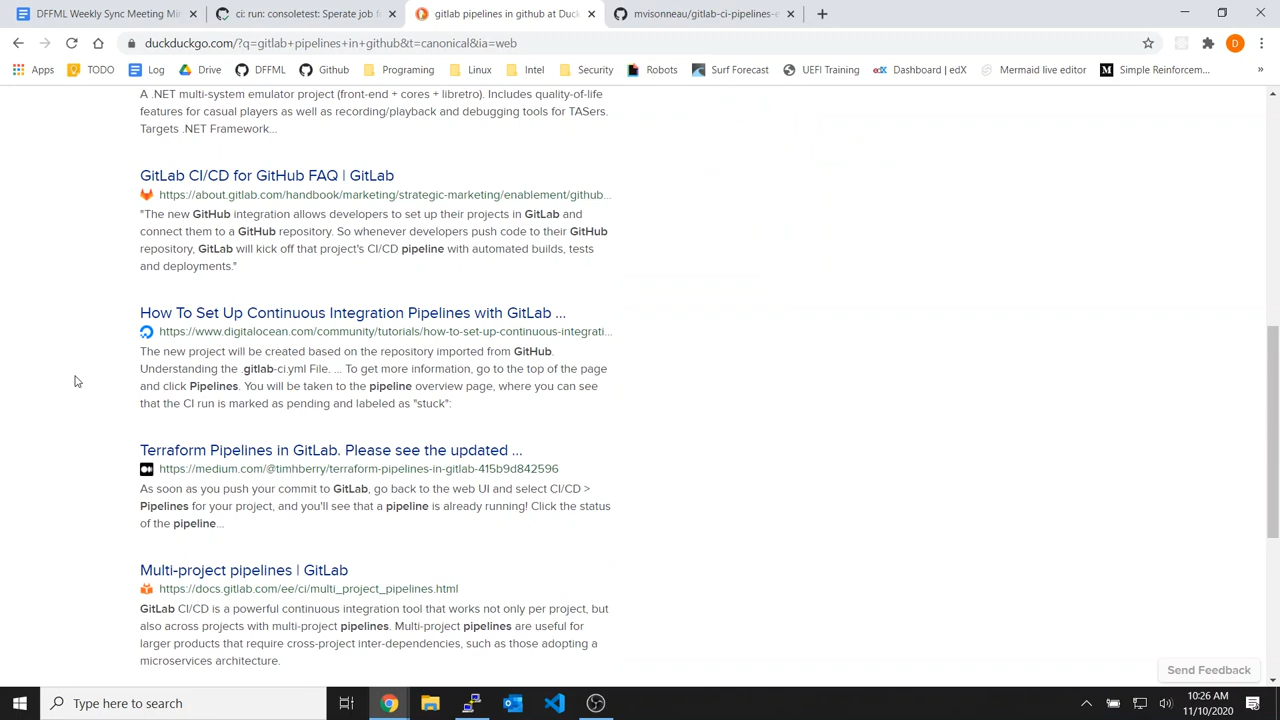 DFFML Weekly Sync Meeting Min
ci: run: consoletest: Sperate job f
gitlab pipelines in github at Duck
mvisonneau/gitlab-ci-pipelines-e
duckduckgo.com/?q=gitlab+pipelines+in+github&t=canonical&ia=web
D
Apps
TODO
Log
Drive
DFFML
Github
Programing
Linux
Intel
Security
Robots
Surf Forecast
UEFI Training
edX
Dashboard | edX
Mermaid live editor
M
Simple Reinforcem...
»
A .NET multi-system emulator project (front-end + cores + libretro). Includes quality-of-life
features for casual players as well as recording/playback and debugging tools for TASers.
Targets .NET Framework...
GitLab CI/CD for GitHub FAQ | GitLab
https://about.gitlab.com/handbook/marketing/strategic-marketing/enablement/github...
"The new GitHub integration allows developers to set up their projects in GitLab and
connect them to a GitHub repository. So whenever developers push code to their GitHub
repository, GitLab will kick off that project's CI/CD pipeline with automated builds, tests
and deployments."
How To Set Up Continuous Integration Pipelines with GitLab ...
https://www.digitalocean.com/community/tutorials/how-to-set-up-continuous-integrati...
The new project will be created based on the repository imported from GitHub.
Understanding the .gitlab-ci.yml File. ... To get more information, go to the top of the page
and click Pipelines. You will be taken to the pipeline overview page, where you can see
that the CI run is marked as pending and labeled as "stuck":
Terraform Pipelines in GitLab. Please see the updated ...
https://medium.com/@timhberry/terraform-pipelines-in-gitlab-415b9d842596
As soon as you push your commit to GitLab, go back to the web UI and select CI/CD >
Pipelines for your project, and you'll see that a pipeline is already running! Click the status
of the pipeline...
Multi-project pipelines | GitLab
https://docs.gitlab.com/ee/ci/multi_project_pipelines.html
GitLab CI/CD is a powerful continuous integration tool that works not only per project, but
also across projects with multi-project pipelines. Multi-project pipelines are useful for
larger products that require cross-project inter-dependencies, such as those adopting a
microservices architecture.
Send Feedback
Type here to search
10:26 AM
11/10/2020